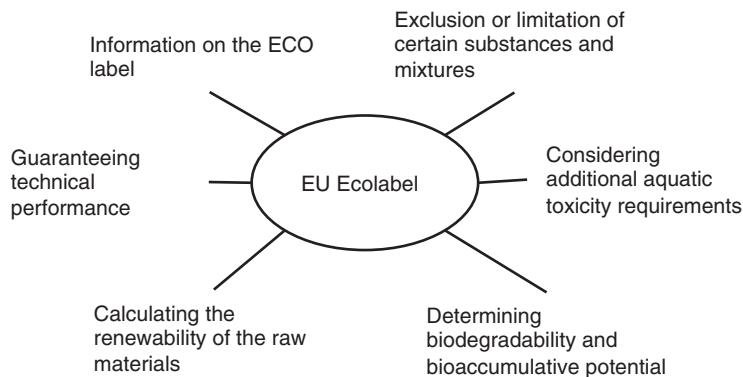 Information on the ECO
label
Exclusion or limitation of
certain substances and
mixtures
Guaranteeing
technical
performance
EU Ecolabel
Considering
additional aquatic
toxicity requirements
Calculating the
renewability of the raw
materials
Determining
biodegradability and
bioaccumulative potential